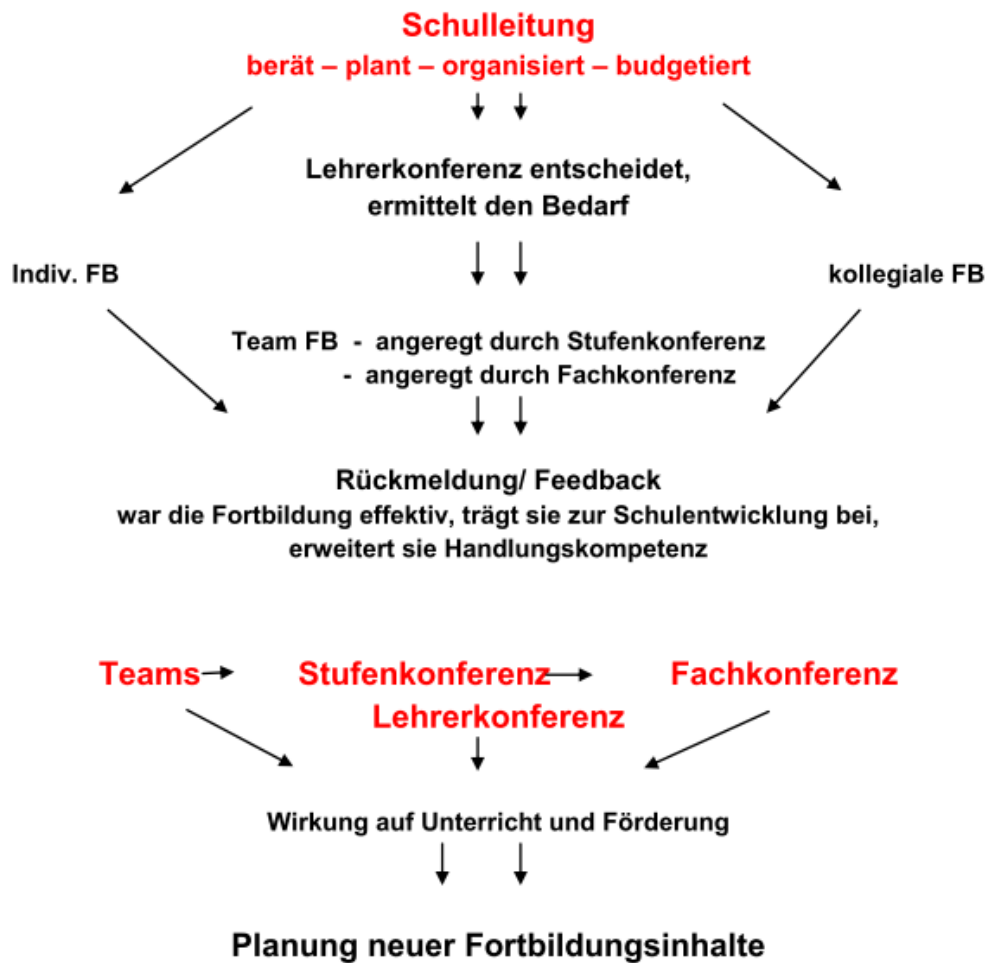 Schulleitung
berät – plant – organisiert – budgetiert
Lehrerkonferenz entscheidet,
ermittelt den Bedarf
Indiv. FB
kollegiale FB
Team FB - angeregt durch Stufenkonferenz
- angeregt durch Fachkonferenz
Rückmeldung/ Feedback
war die Fortbildung effektiv, trägt sie zur Schulentwicklung bei,
erweitert sie Handlungskompetenz
Teams Stufenkonferenz Fachkonferenz
Lehrerkonferenz
Wirkung auf Unterricht und Förderung
Planung neuer Fortbildungsinhalte